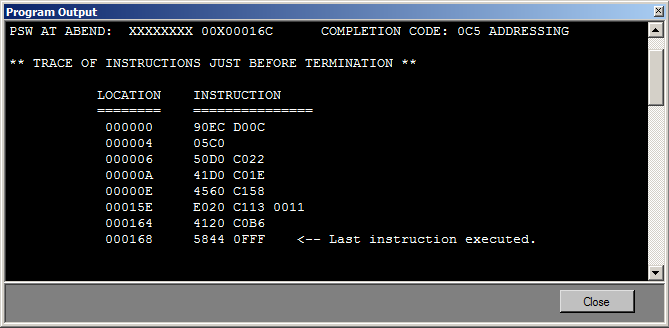 Program Output
PSW AT ABEND:  XXXXXXXX 00X00016C      COMPLETION CODE: 0C5 ADDRESSING
** TRACE OF INSTRUCTIONS JUST BEFORE TERMINATION **
LOCATION    INSTRUCTION
========    ===============
000000     90EC D00C
000004     05C0
000006     50D0 C022
00000A     41D0 C01E
00000E     4560 C158
00015E     E020 C113 0011
000164     4120 C0B6
000168     5844 0FFF    <-- Last instruction executed.
Close